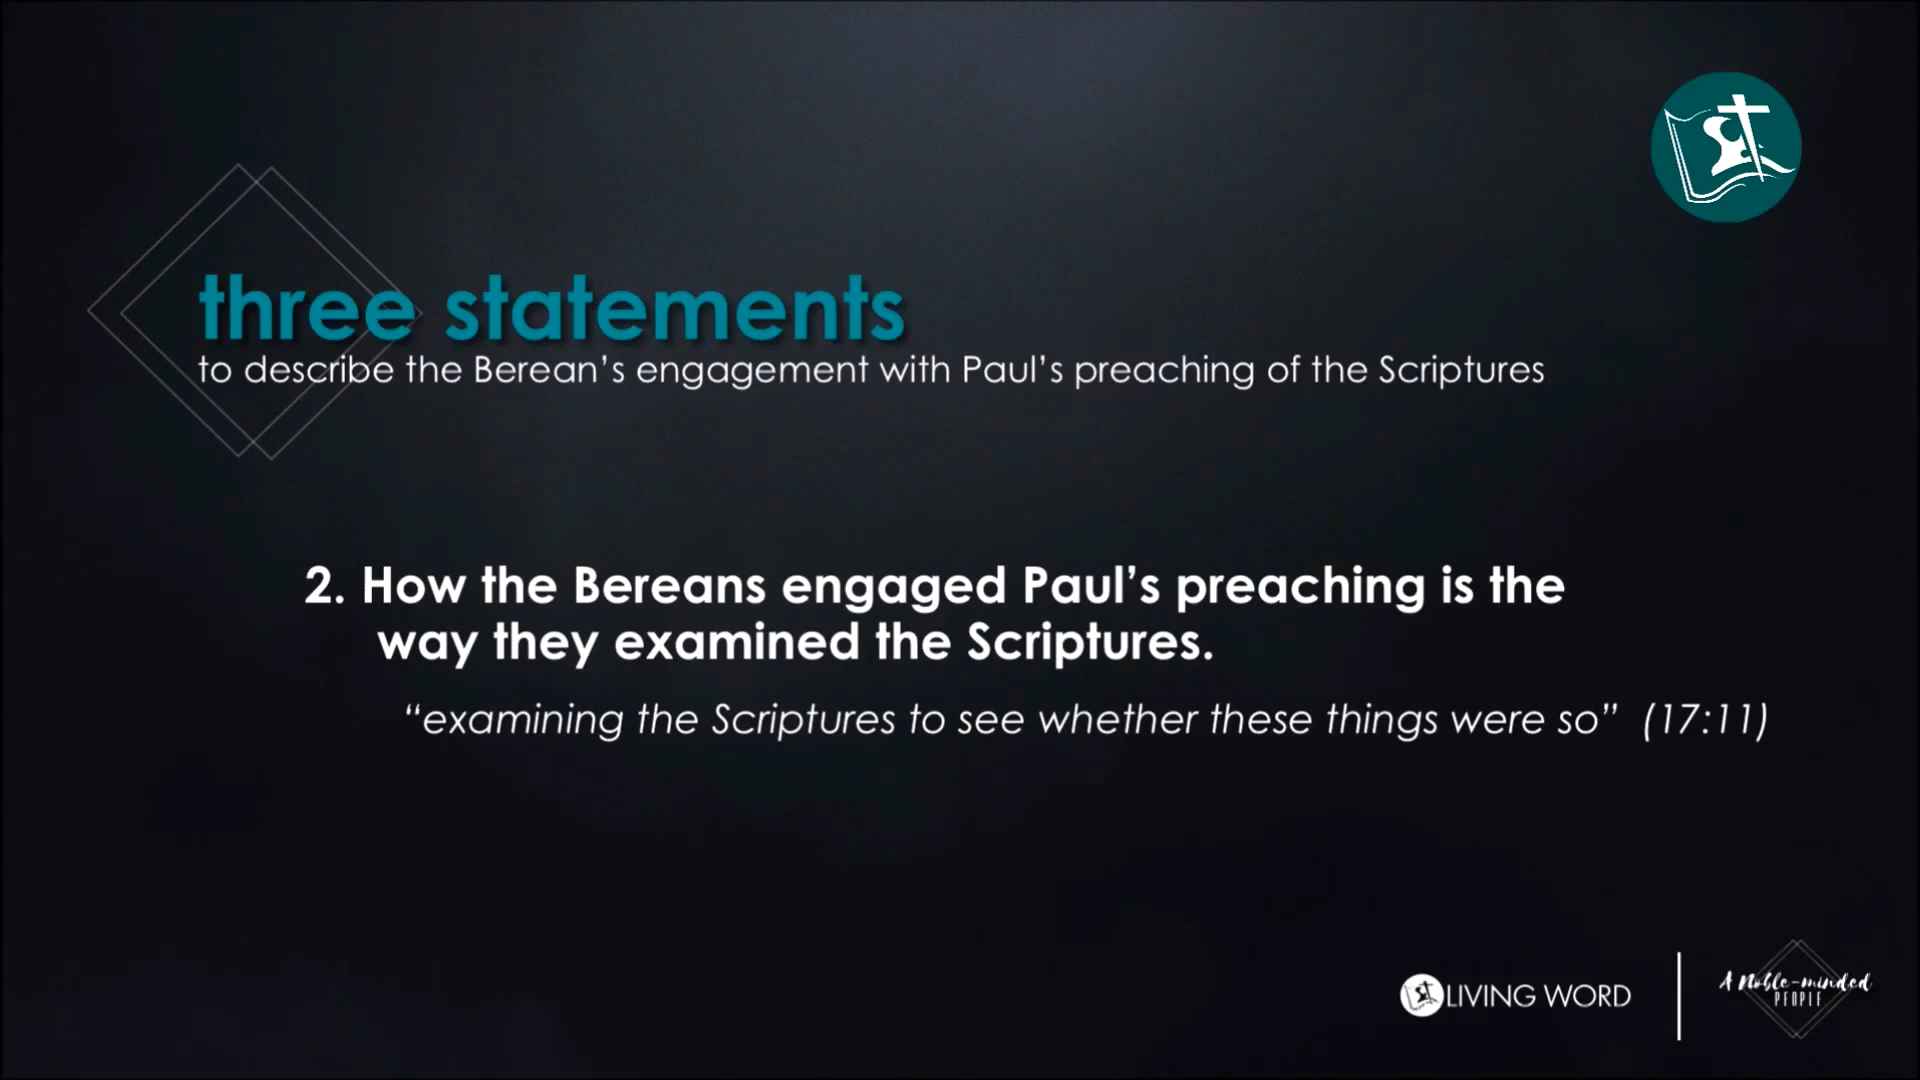 three statements
to describe the Berean’s engagement with Paul’s preaching of the Scriptures
2. How the Bereans engaged Paul’s preaching is the
way they examined the Scriptures.
“examining the Scriptures to see whether these things were so” (17:11)
LIVING WORD
A Noble-minded
PEOPLE